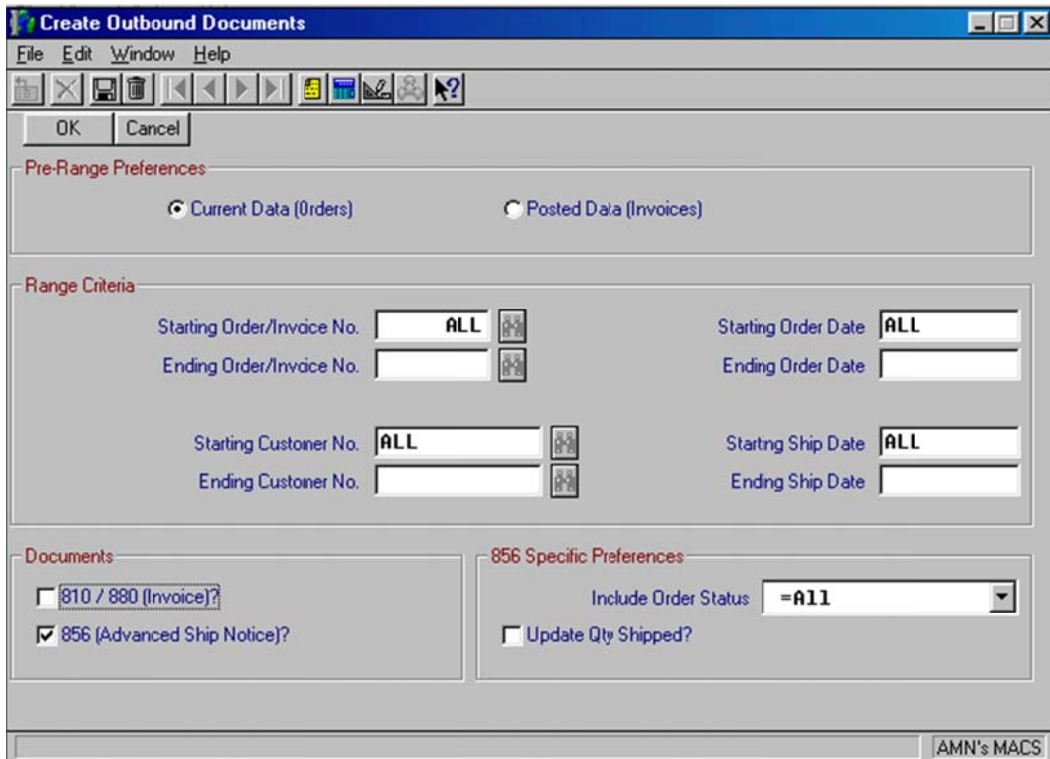 Create Outbound Documents
File Edit Window Help
OK Cancel
Pre-Range Preferences
Current Data (Orders) Posted Data (Invoices)
Range Criteria
Starting Order/Invoice No. ALL Starting Order Date ALL
Ending Order/Invoice No. Ending Order Date
Starting Customer No. ALL Starting Ship Date ALL
Ending Customer No. Ending Ship Date
Documents 856 Specific Preferences
810 / 880 (Invoice)? Include Order Status =All
856 (Advanced Ship Notice)? Update Qty Shipped?
AMN's MACS